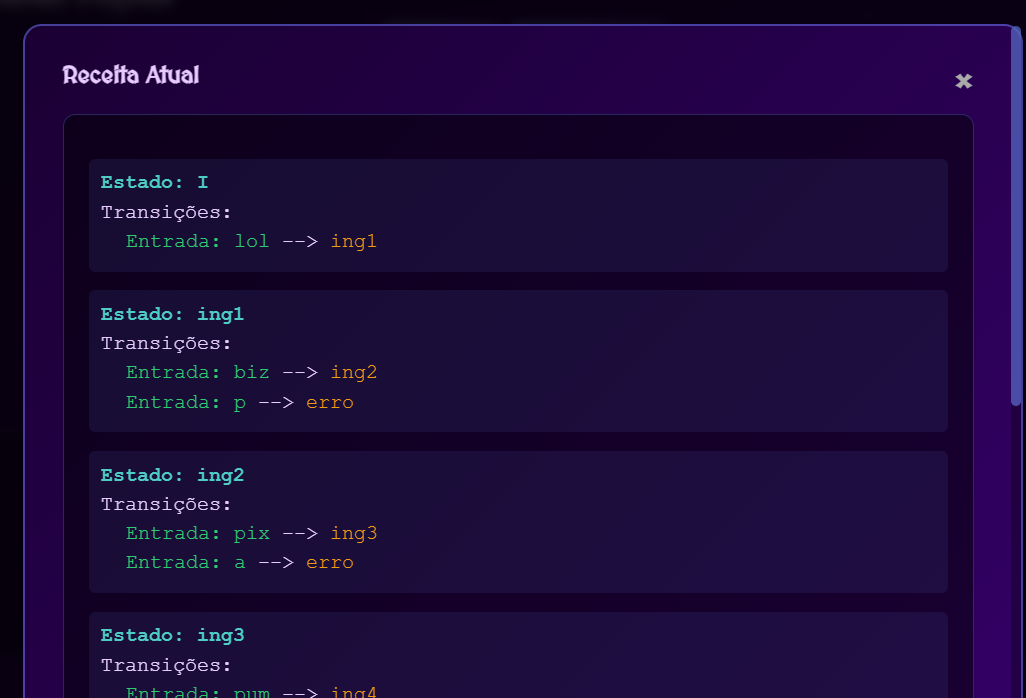 Receita Atual
✖
Estado: I
Transições:
Entrada: lol --> ing1
Estado: ing1
Transições:
Entrada: biz --> ing2
Entrada: p --> erro
Estado: ing2
Transições:
Entrada: pix --> ing3
Entrada: a --> erro
Estado: ing3
Transições:
Entrada: pum --> ing4